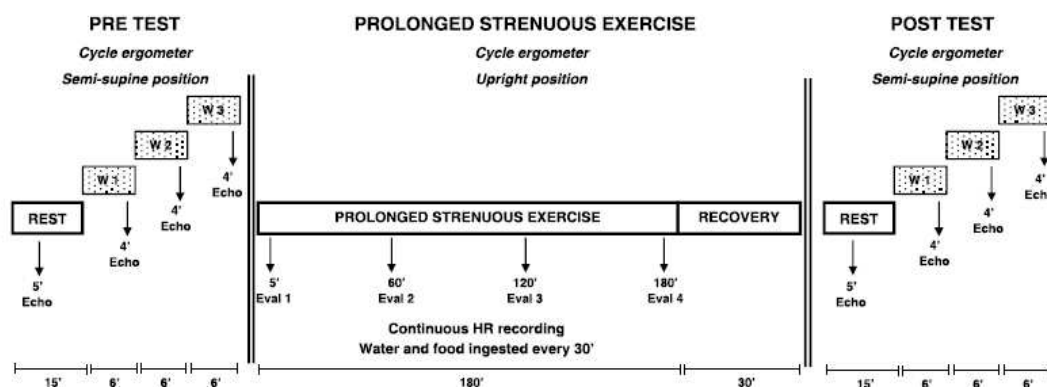 PRE TEST
Cycle ergometer
Semi-supine position
W 3
W 2
W 1
REST
4'
Echo
4'
Echo
4'
Echo
5'
Echo
15'
6'
6'
6'
PROLONGED STRENUOUS EXERCISE
Cycle ergometer
Upright position
PROLONGED STRENUOUS EXERCISE
RECOVERY
5'
Eval 1
60'
Eval 2
120'
Eval 3
180'
Eval 4
Continuous HR recording
Water and food ingested every 30'
180'
30'
POST TEST
Cycle ergometer
Semi-supine position
W 3
W 2
W 1
REST
4'
Echo
4'
Echo
4'
Echo
5'
Echo
15'
6'
6'
6'